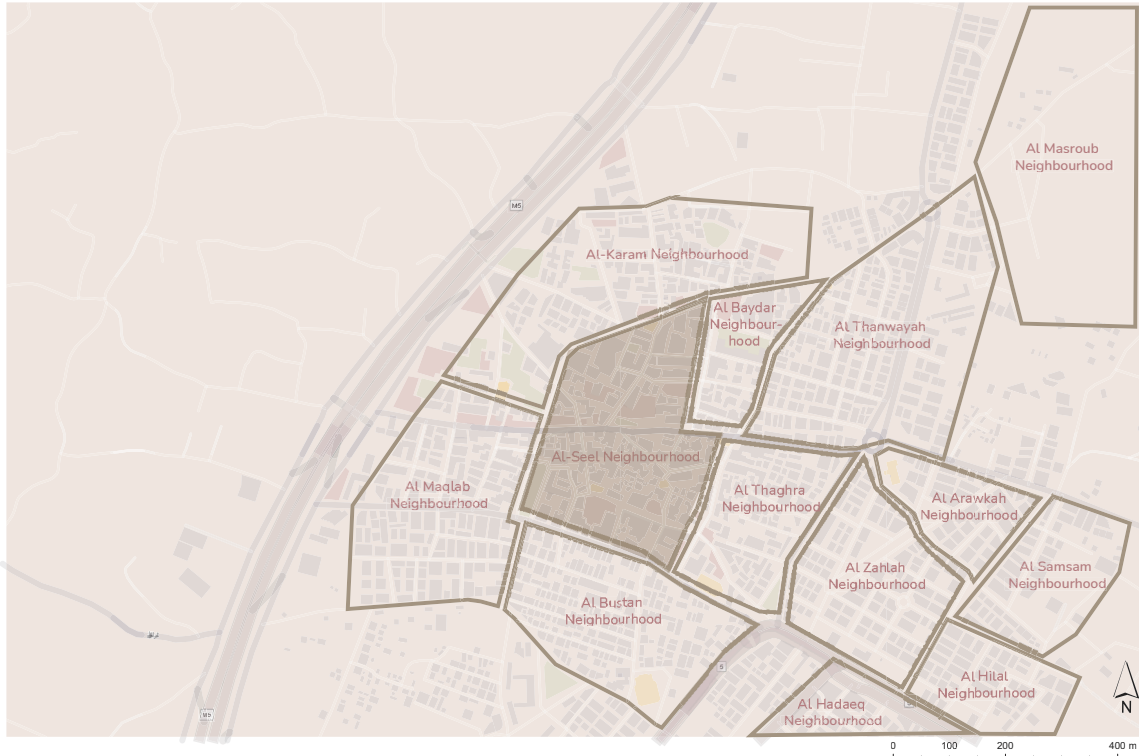 Al Masroub
Neighbourhood
M5
Al-Karam Neighbourhood
Al Baydar
Neighbour-
hood
Al Thanwayah
Neighbourhood
Al-Seel Neighbourhood
Al Maqlab
Neighbourhood
Al Thaghra
Neighbourhood
Al Arawkah
Neighbourhood
Al Zahlah
Neighbourhood
Al Samsam
Neighbourhood
Al Bustan
Neighbourhood
5
Al Hilal
Neighbourhood
Al Hadaeq
Neighbourhood
M5
N
0 100 200 400 m